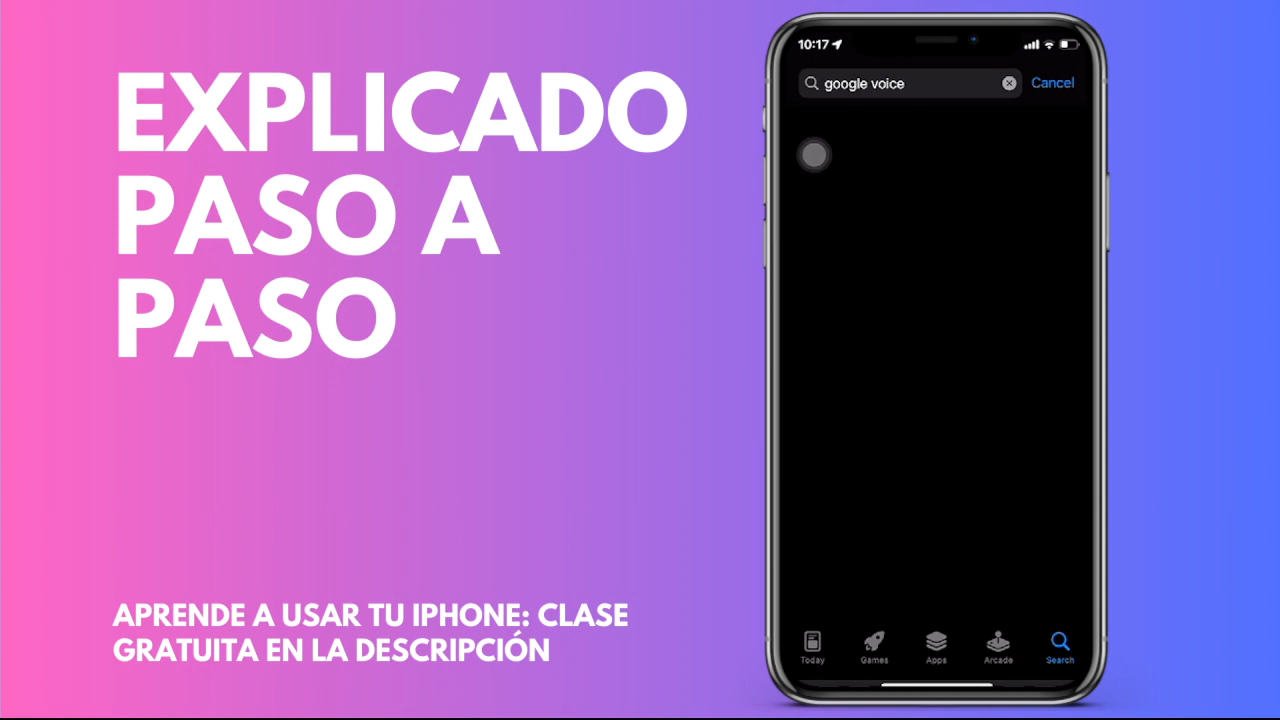 EXPLICADO
PASO A
PASO
APRENDE A USAR TU IPHONE: CLASE
GRATUITA EN LA DESCRIPCIÓN
10:17
google voice
Cancel
Today
Games
Apps
Arcade
Search